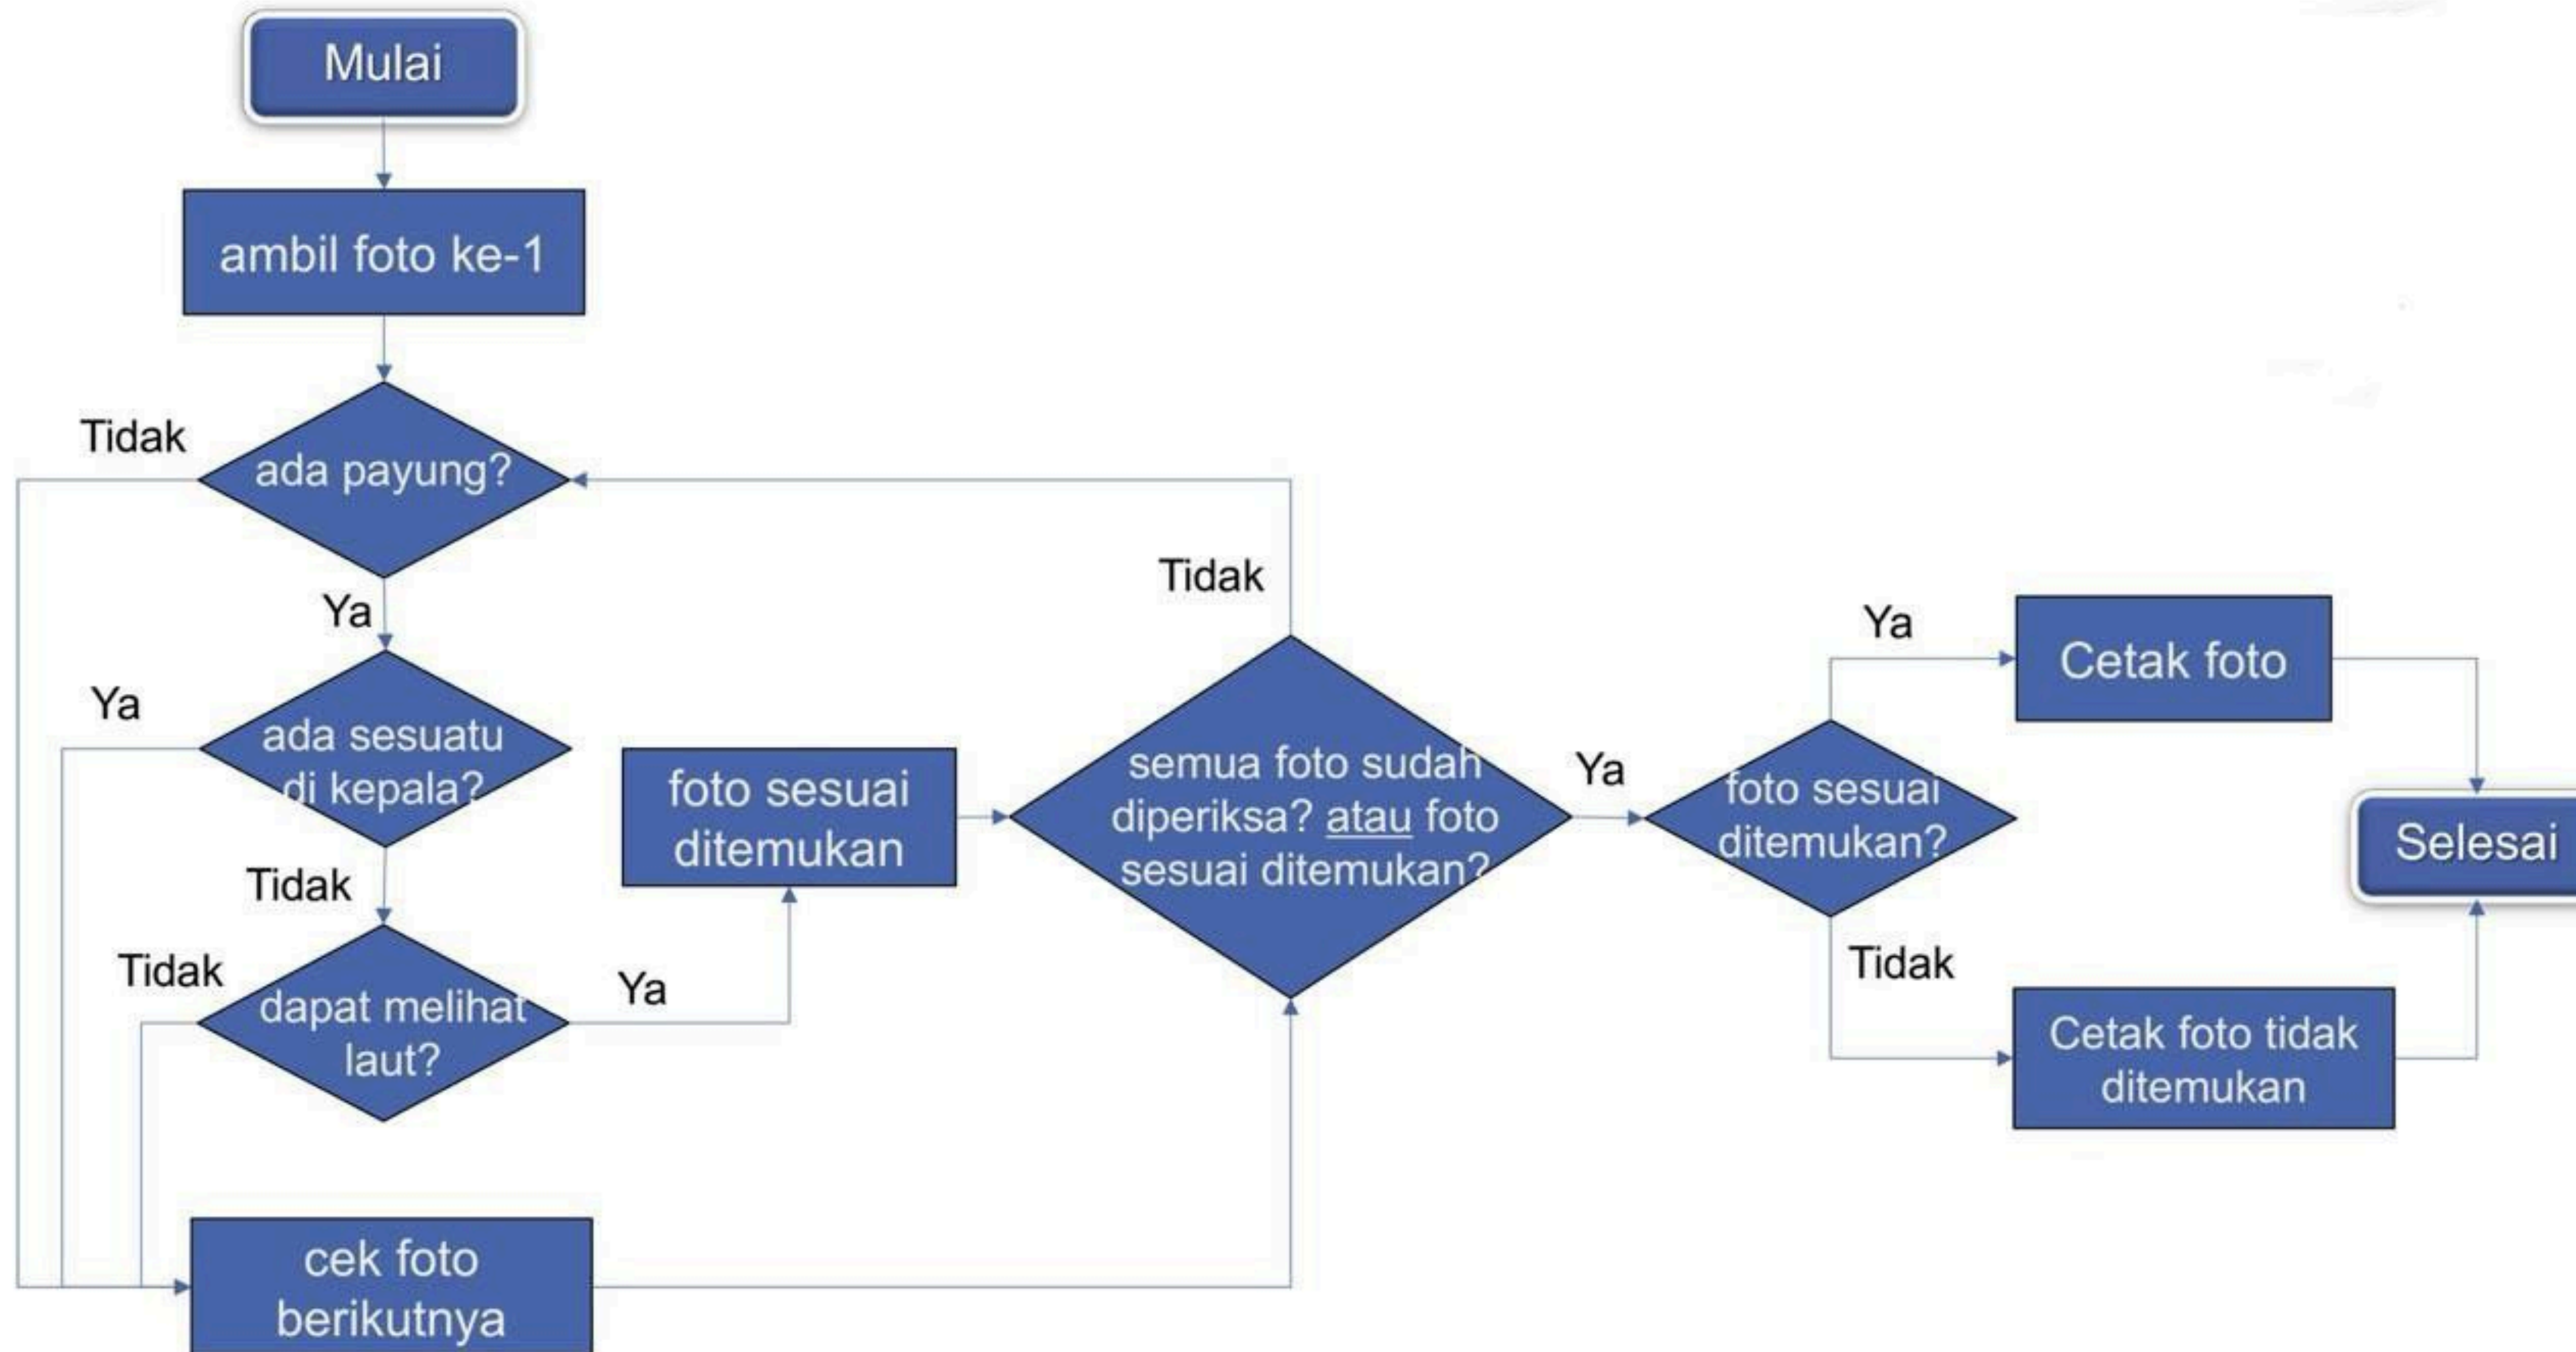 Mulai
ambil foto ke-1
Tidak
ada payung?
Ya
Ya
ada sesuatu
di kepala?
Tidak
Tidak
dapat melihat
laut?
Ya
foto sesuai
ditemukan
cek foto
berikutnya
Tidak
semua foto sudah
diperiksa? atau foto
sesuai ditemukan?
Ya
foto sesuai
ditemukan?
Ya
Cetak foto
Tidak
Cetak foto tidak
ditemukan
Selesai